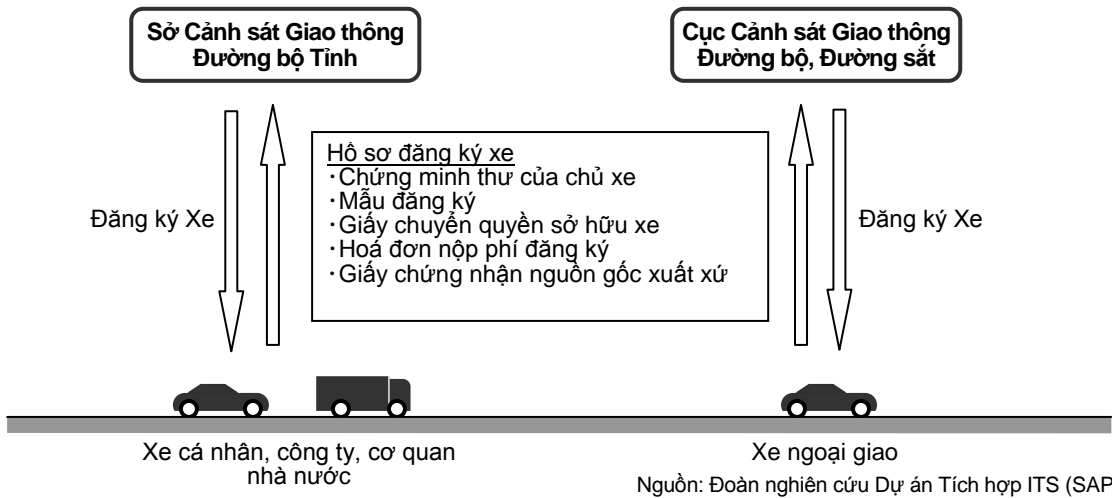 Sở Cảnh sát Giao thông
Đường bộ Tỉnh
Cục Cảnh sát Giao thông
Đường bộ, Đường sắt
Hồ sơ đăng ký xe
·Chứng minh thư của chủ xe
·Mẫu đăng ký
·Giấy chuyển quyền sở hữu xe
·Hoá đơn nộp phí đăng ký
·Giấy chứng nhận nguồn gốc xuất xứ
Đăng ký Xe
Đăng ký Xe
Xe cá nhân, công ty, cơ quan
nhà nước
Xe ngoại giao
Nguồn: Đoàn nghiên cứu Dự án Tích hợp ITS (SAP